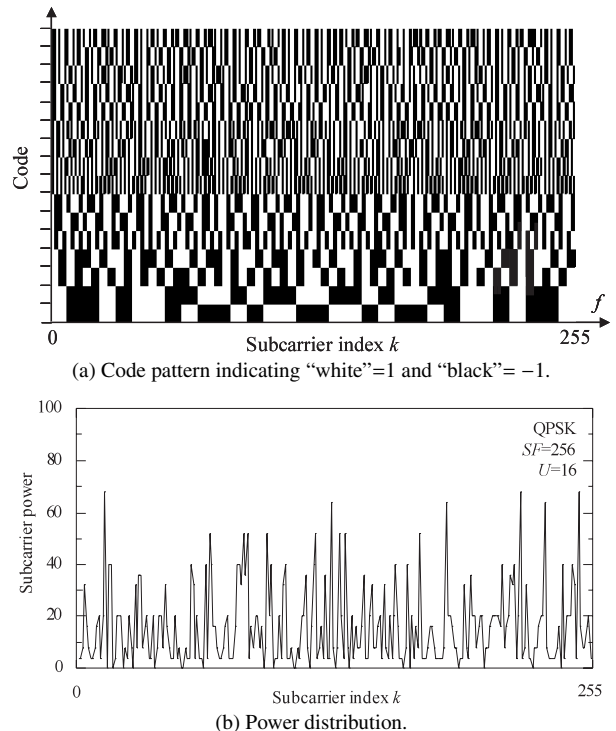 Code
f
0
255
Subcarrier index k
(a) Code pattern indicating “white”=1 and “black”= −1.
100
80
60
40
20
0
Subcarrier power
QPSK
SF=256
U=16
0
255
Subcarrier index k
(b) Power distribution.